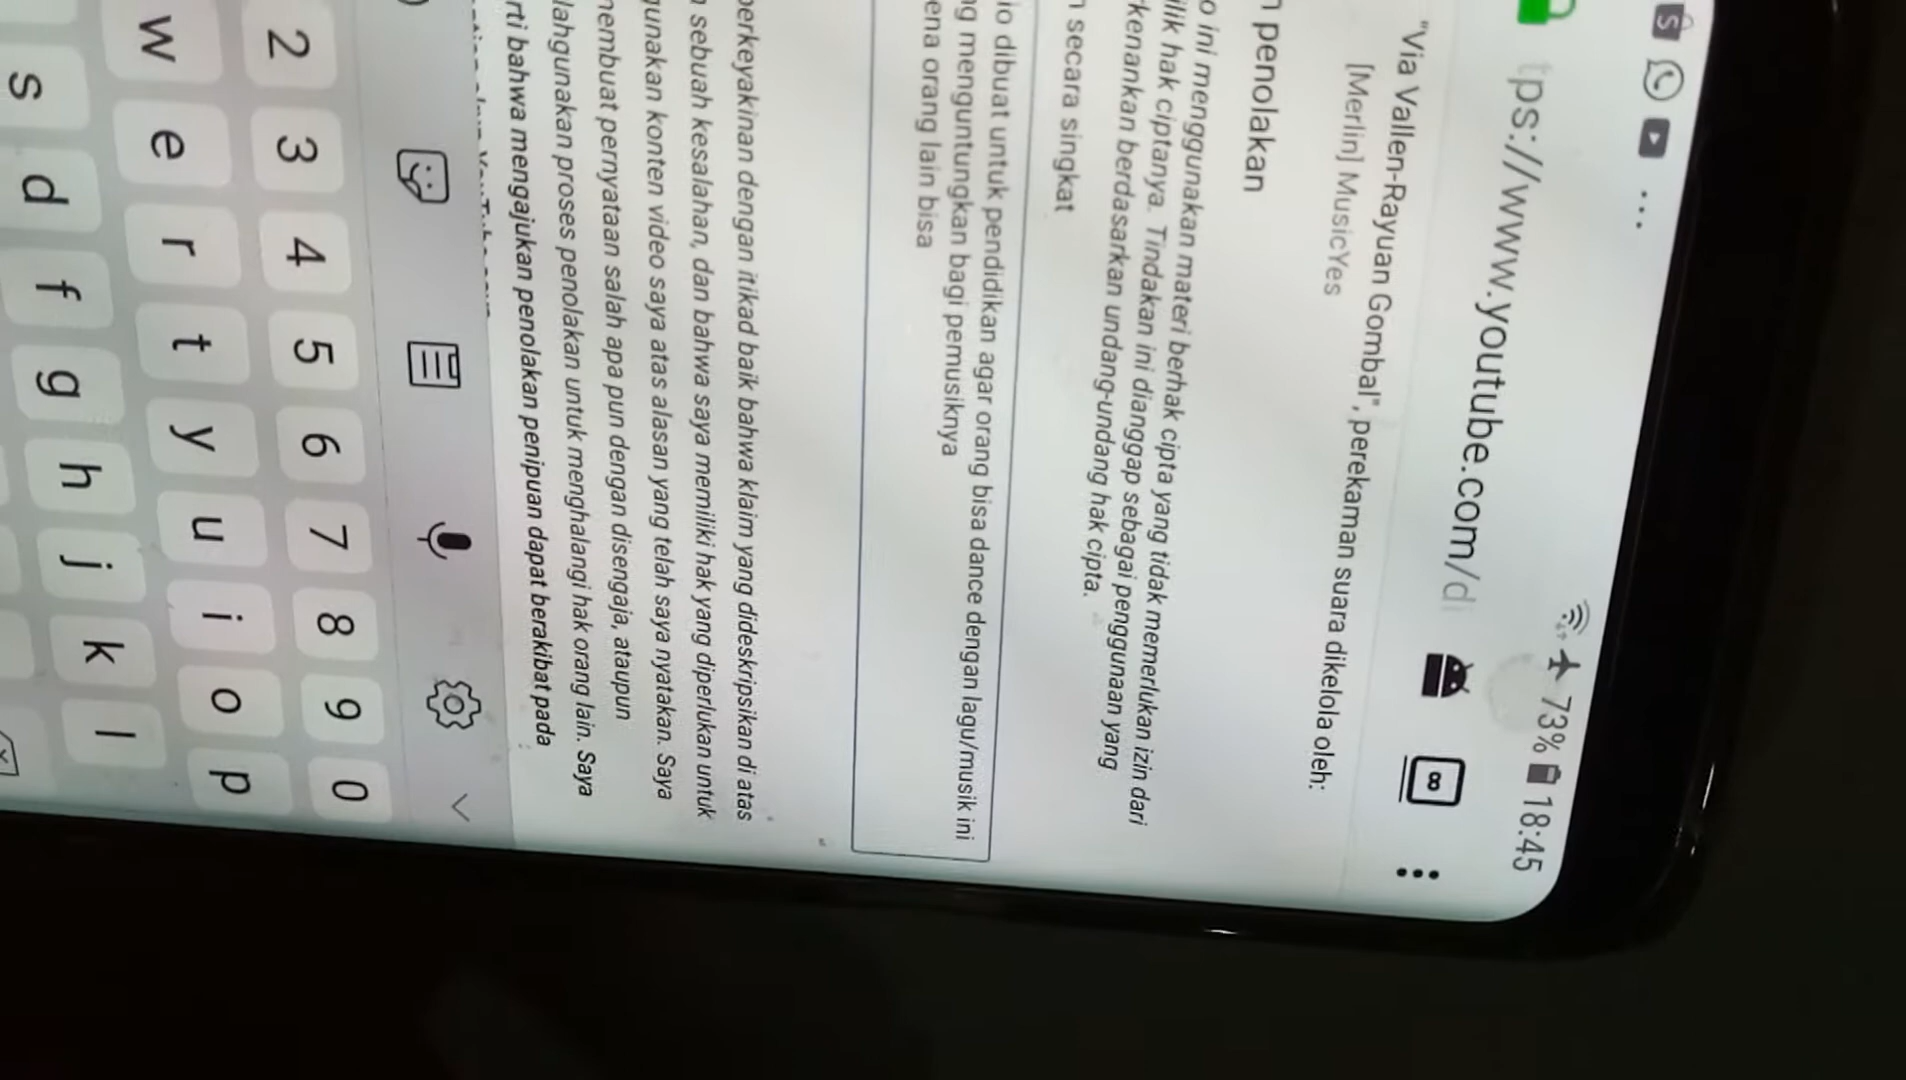 73% 18:45
tps://www.youtube.com/di
"Via Vallen-Rayuan Gombal", perekaman suara dikelola oleh:
[Merlin] MusicYes
penolakan
o ini menggunakan materi berhak cipta yang tidak memerlukan izin dari
ilik hak ciptanya. Tindakan ini dianggap sebagai penggunaan yang
rkenankan berdasarkan undang-undang hak cipta.
secara singkat
io dibuat untuk pendidikan agar orang bisa dance dengan lagu/musik ini
ng menguntungkan bagi pemusiknya
ena orang lain bisa
berkeyakinan dengan itikad baik bahwa klaim yang dideskripsikan di atas
sebuah kesalahan, dan bahwa saya memiliki hak yang diperlukan untuk
gunakan konten video saya atas alasan yang telah saya nyatakan. Saya
membuat pernyataan salah apa pun dengan disengaja, ataupun
lahgunakan proses penolakan untuk menghalangi hak orang lain. Saya
rti bahwa mengajukan penolakan penipuan dapat berakibat pada
2 3 4 5 6 7 8 9 0
w e r t y u i o p
s d f g h j k l